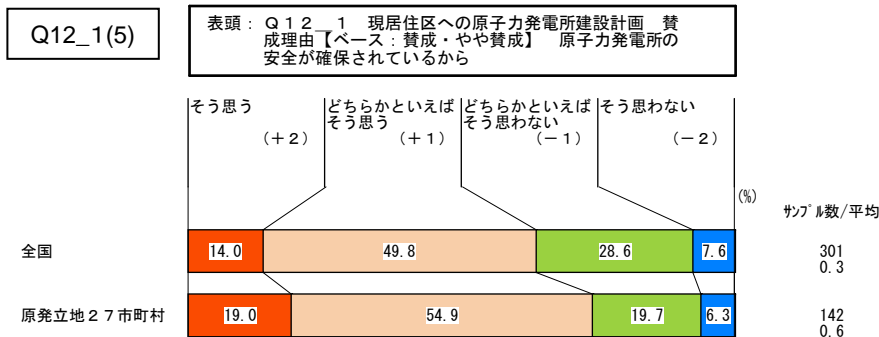 Q12_1(5)
表頭：Ｑ１２＿１　現居住区への原子力発電所建設計画　賛
成理由【ベース：賛成・やや賛成】　原子力発電所の
安全が確保されているから
そう思う
（＋２）
どちらかといえば
そう思う
（＋１）
どちらかといえば
そう思わない
（－１）
そう思わない
（－２）
(%)
ｻﾝﾌﾟﾙ数/平均
全国
14.0
49.8
28.6
7.6
301
0.3
原発立地２７市町村
19.0
54.9
19.7
6.3
142
0.6